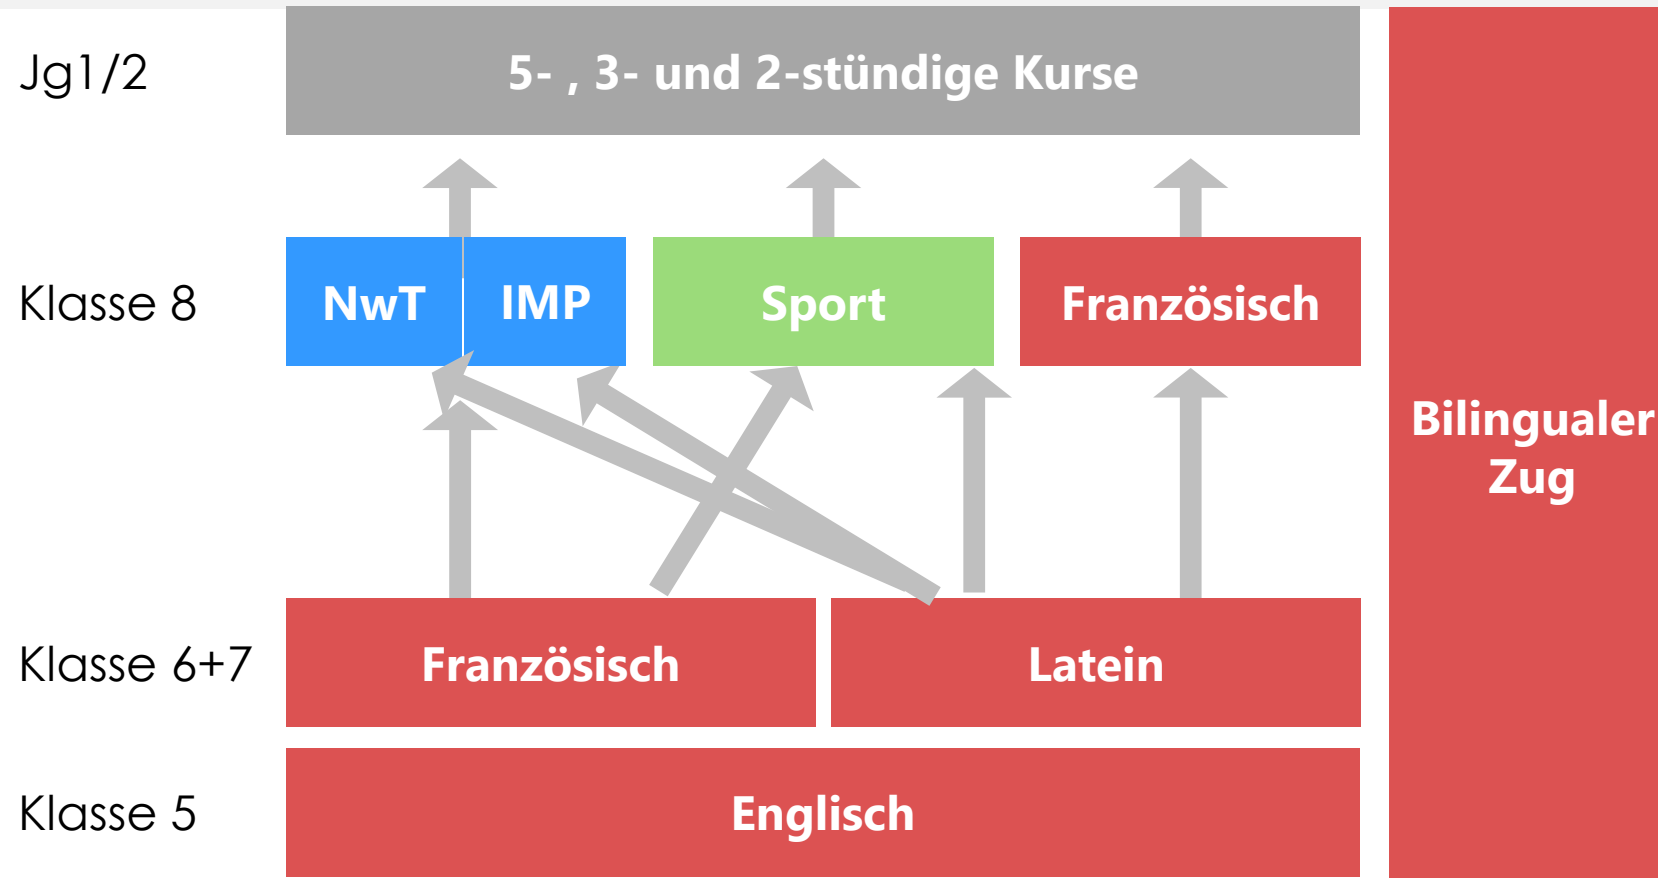 Jg1/2
5- , 3- und 2-stündige Kurse
Klasse 8
NwT
IMP
Sport
Französisch
Bilingualer
Zug
Klasse 6+7
Französisch
Latein
Klasse 5
Englisch